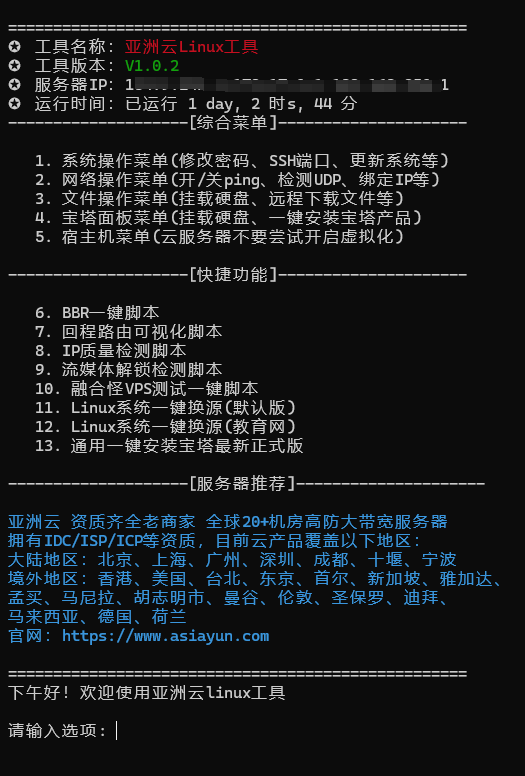 ===================================================
✪ 工具名称: 亚洲云Linux工具
✪ 工具版本: V1.0.2
✪ 服务器IP:
✪ 运行时间: 已运行 1 day, 2 时s, 44 分
--------------------[综合菜单]---------------------
1. 系统操作菜单(修改密码、SSH端口、更新系统等)
2. 网络操作菜单(开/关ping、检测UDP、绑定IP等)
3. 文件操作菜单(挂载硬盘、远程下载文件等)
4. 宝塔面板菜单(挂载硬盘、一键安装宝塔产品)
5. 宿主机菜单(云服务器不要尝试开启虚拟化)
--------------------[快捷功能]---------------------
6. BBR一键脚本
7. 回程路由可视化脚本
8. IP质量检测脚本
9. 流媒体解锁检测脚本
10. 融合怪VPS测试一键脚本
11. Linux系统一键换源(默认版)
12. Linux系统一键换源(教育网)
13. 通用一键安装宝塔最新正式版
--------------------[服务器推荐]---------------------
亚洲云 资质齐全老商家 全球20+机房高防大带宽服务器
拥有IDC/ISP/ICP等资质, 目前云产品覆盖以下地区:
大陆地区: 北京、上海、广州、深圳、成都、十堰、宁波
境外地区: 香港、美国、台北、东京、首尔、新加坡、雅加达、
孟买、马尼拉、胡志明市、曼谷、伦敦、圣保罗、迪拜、
马来西亚、德国、荷兰
官网: https://www.asiayun.com
===================================================
下午好! 欢迎使用亚洲云linux工具
请输入选项: